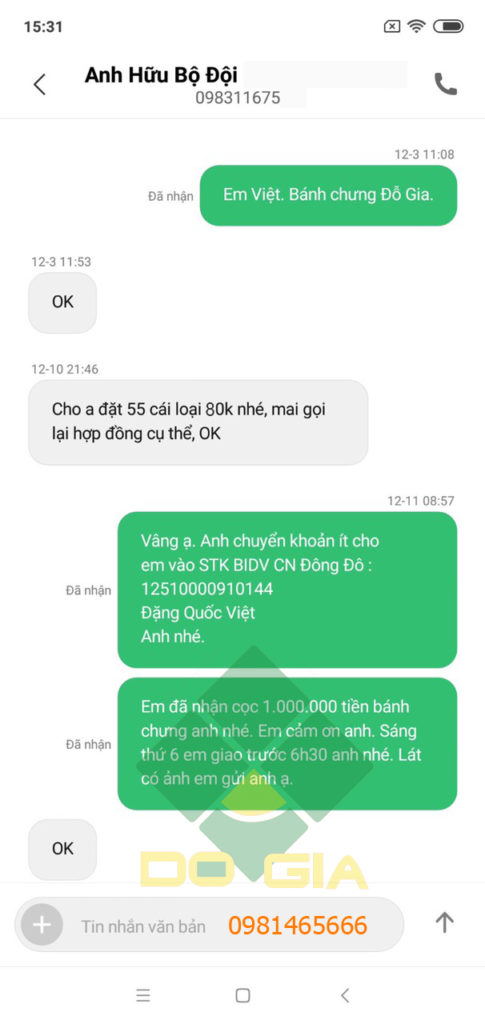 15:31
Anh Hữu Bộ Đội
098311675
12-3 11:08
Đã nhận
Em Việt. Bánh chưng Đỗ Gia.
12-3 11:53
OK
12-10 21:46
Cho a đặt 55 cái loại 80k nhé, mai gọi
lại hợp đồng cụ thể, OK
12-11 08:57
Vâng ạ. Anh chuyển khoản ít cho
em vào STK BIDV CN Đông Đô :
12510000910144
Đặng Quốc Việt
Anh nhé.
Đã nhận
Em đã nhận cọc 1.000.000 tiền bánh
chưng anh nhé. Em cảm ơn anh. Sáng
thứ 6 em giao trước 6h30 anh nhé. Lát
có ảnh em gửi anh ạ.
Đã nhận
OK
DO GIA
Tin nhắn văn bản
0981465666